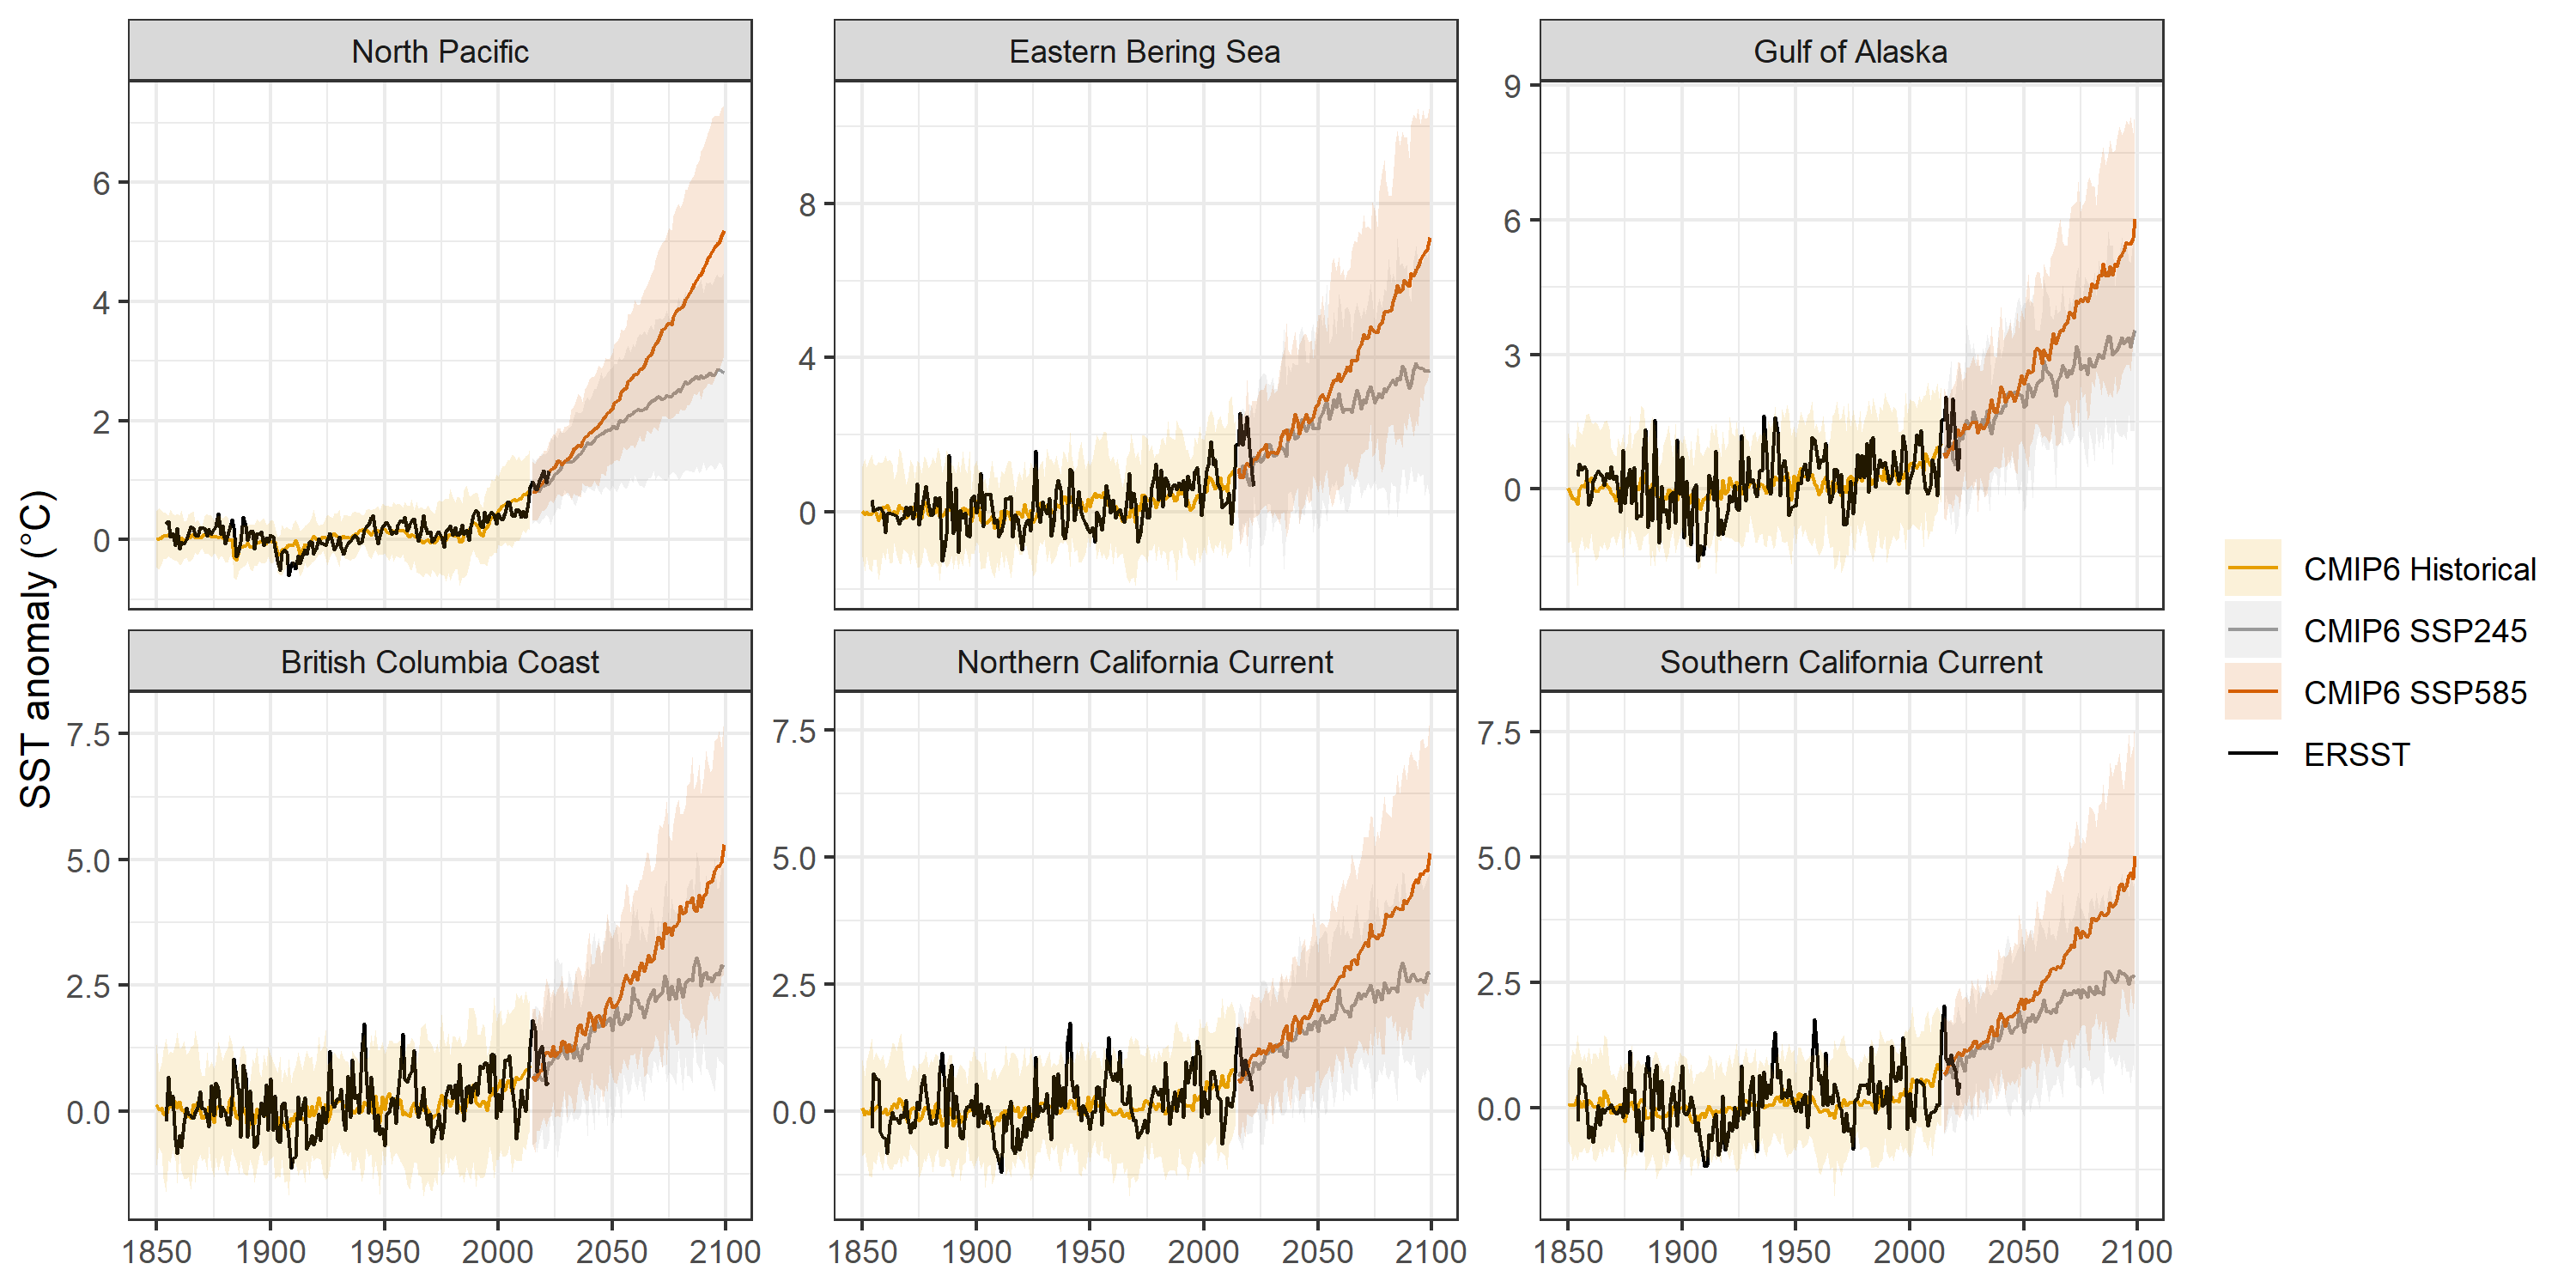 North Pacific
Eastern Bering Sea
Gulf of Alaska
6
4
2
0
8
4
0
9
6
3
0
SST anomaly (°C)
British Columbia Coast
Northern California Current
Southern California Current
7.5
5.0
2.5
0.0
7.5
5.0
2.5
0.0
7.5
5.0
2.5
0.0
1850 1900 1950 2000 2050 2100
1850 1900 1950 2000 2050 2100
1850 1900 1950 2000 2050 2100
CMIP6 Historical
CMIP6 SSP245
CMIP6 SSP585
ERSST